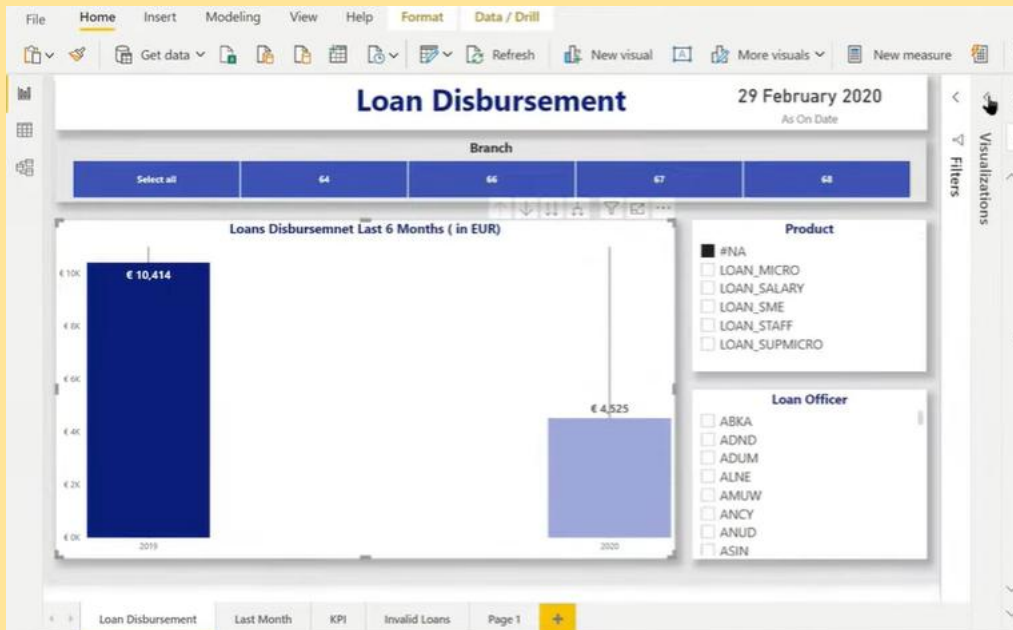 File Home Insert Modeling View Help Format Data / Drill
Get data Refresh New visual More visuals New measure
Loan Disbursement
29 February 2020
As On Date
Branch
Select all 64 66 67 68
Loans Disbursemnet Last 6 Months ( in EUR)
€ 10K
€ 8K
€ 6K
€ 4K
€ 2K
€ 0K
€ 10,414
€ 4,525
2019 2020
Product
#NA
LOAN_MICRO
LOAN_SALARY
LOAN_SME
LOAN_STAFF
LOAN_SUPMICRO
Loan Officer
ABKA
ADND
ADUM
ALNE
AMUW
ANCY
ANUD
ASIN
Filters
Visualizations
Loan Disbursement Last Month KPI Invalid Loans Page 1 +